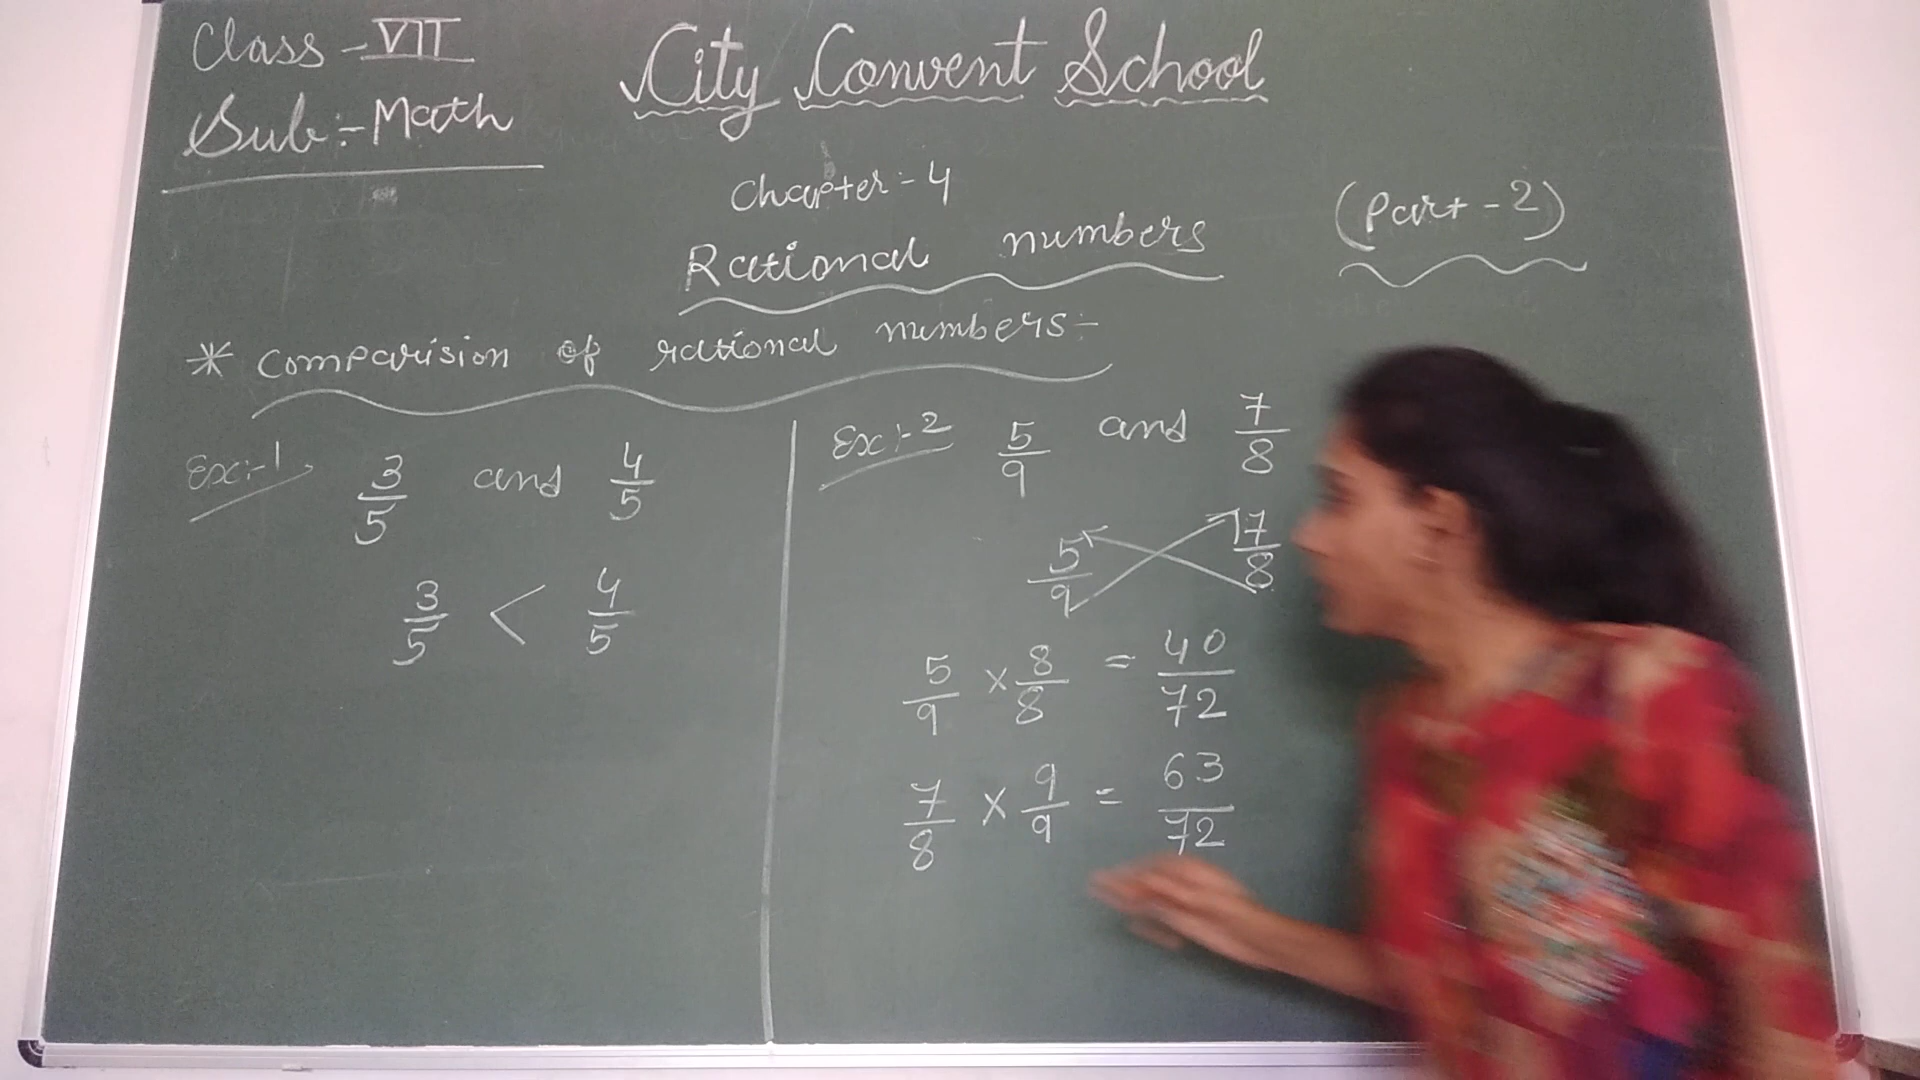 Class - VII
Sub :- Math
City Convent School
Chapter :- 4
Rational numbers
(Part - 2)
* Comparision of rational numbers :-
Ex:-1 3/5 and 4/5
3/5 < 4/5
Ex:-2 5/9 and 7/8
5/9 7/8
5/9 × 8/8 = 40/72
7/8 × 9/9 = 63/72